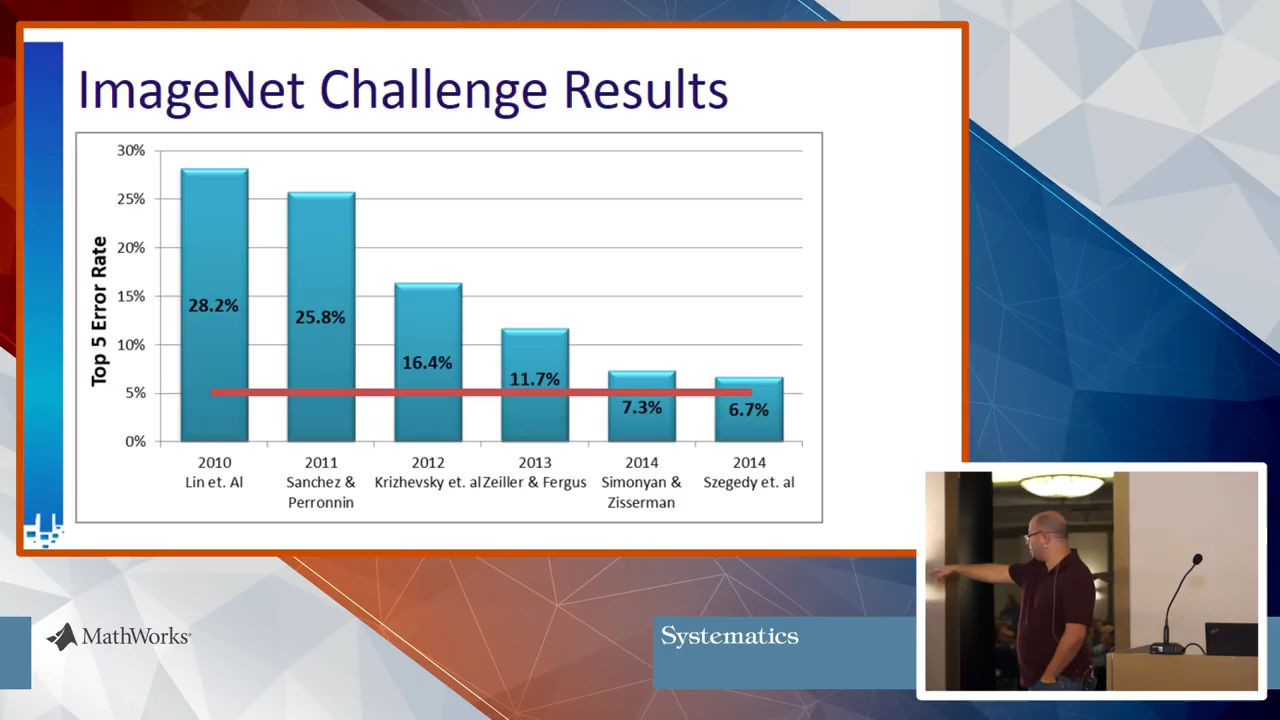 ImageNet Challenge Results
Top 5 Error Rate
30%
25%
20%
15%
10%
5%
0%
28.2%
25.8%
16.4%
11.7%
7.3%
6.7%
2010
Lin et. Al
2011
Sanchez &
Perronnin
2012
Krizhevsky et. al
2013
Zeiller & Fergus
2014
Simonyan &
Zisserman
2014
Szegedy et. al
MathWorks®
Systematics